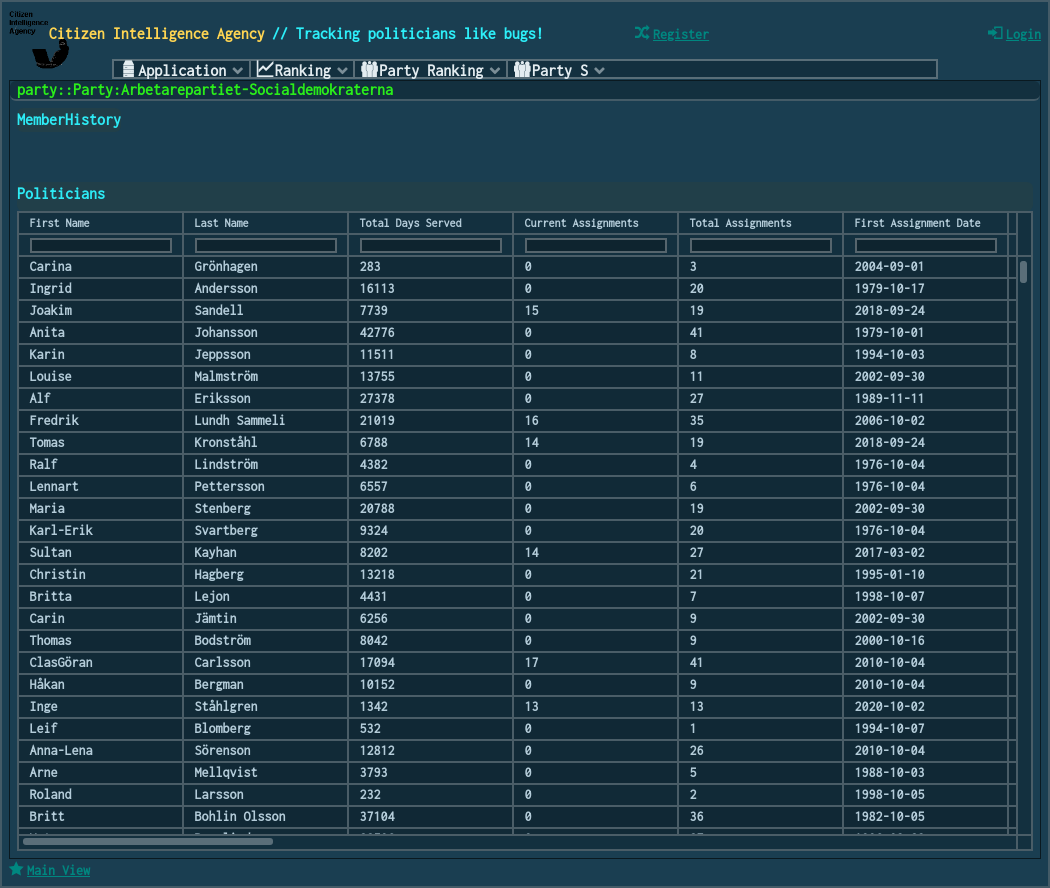 Citizen
Intelligence
Agency
Citizen Intelligence Agency // Tracking politicians like bugs!
Register
Login
Application Ranking Party Ranking Party S
party::Party:Arbetarepartiet-Socialdemokraterna
MemberHistory
Politicians
First Name Last Name Total Days Served Current Assignments Total Assignments First Assignment Date
Carina Grönhagen 283 0 3 2004-09-01
Ingrid Andersson 16113 0 20 1979-10-17
Joakim Sandell 7739 15 19 2018-09-24
Anita Johansson 42776 0 41 1979-10-01
Karin Jeppsson 11511 0 8 1994-10-03
Louise Malmström 13755 0 11 2002-09-30
Alf Eriksson 27378 0 27 1989-11-11
Fredrik Lundh Sammeli 21019 16 35 2006-10-02
Tomas Kronståhl 6788 14 19 2018-09-24
Ralf Lindström 4382 0 4 1976-10-04
Lennart Pettersson 6557 0 6 1976-10-04
Maria Stenberg 20788 0 19 2002-09-30
Karl-Erik Svartberg 9324 0 20 1976-10-04
Sultan Kayhan 8202 14 27 2017-03-02
Christin Hagberg 13218 0 21 1995-01-10
Britta Lejon 4431 0 7 1998-10-07
Carin Jämtin 6256 0 9 2002-09-30
Thomas Bodström 8042 0 9 2000-10-16
ClasGöran Carlsson 17094 17 41 2010-10-04
Håkan Bergman 10152 0 9 2010-10-04
Inge Ståhlgren 1342 13 13 2020-10-02
Leif Blomberg 532 0 1 1994-10-07
Anna-Lena Sörenson 12812 0 26 2010-10-04
Arne Mellqvist 3793 0 5 1988-10-03
Roland Larsson 232 0 2 1998-10-05
Britt Bohlin Olsson 37104 0 36 1982-10-05
Main View